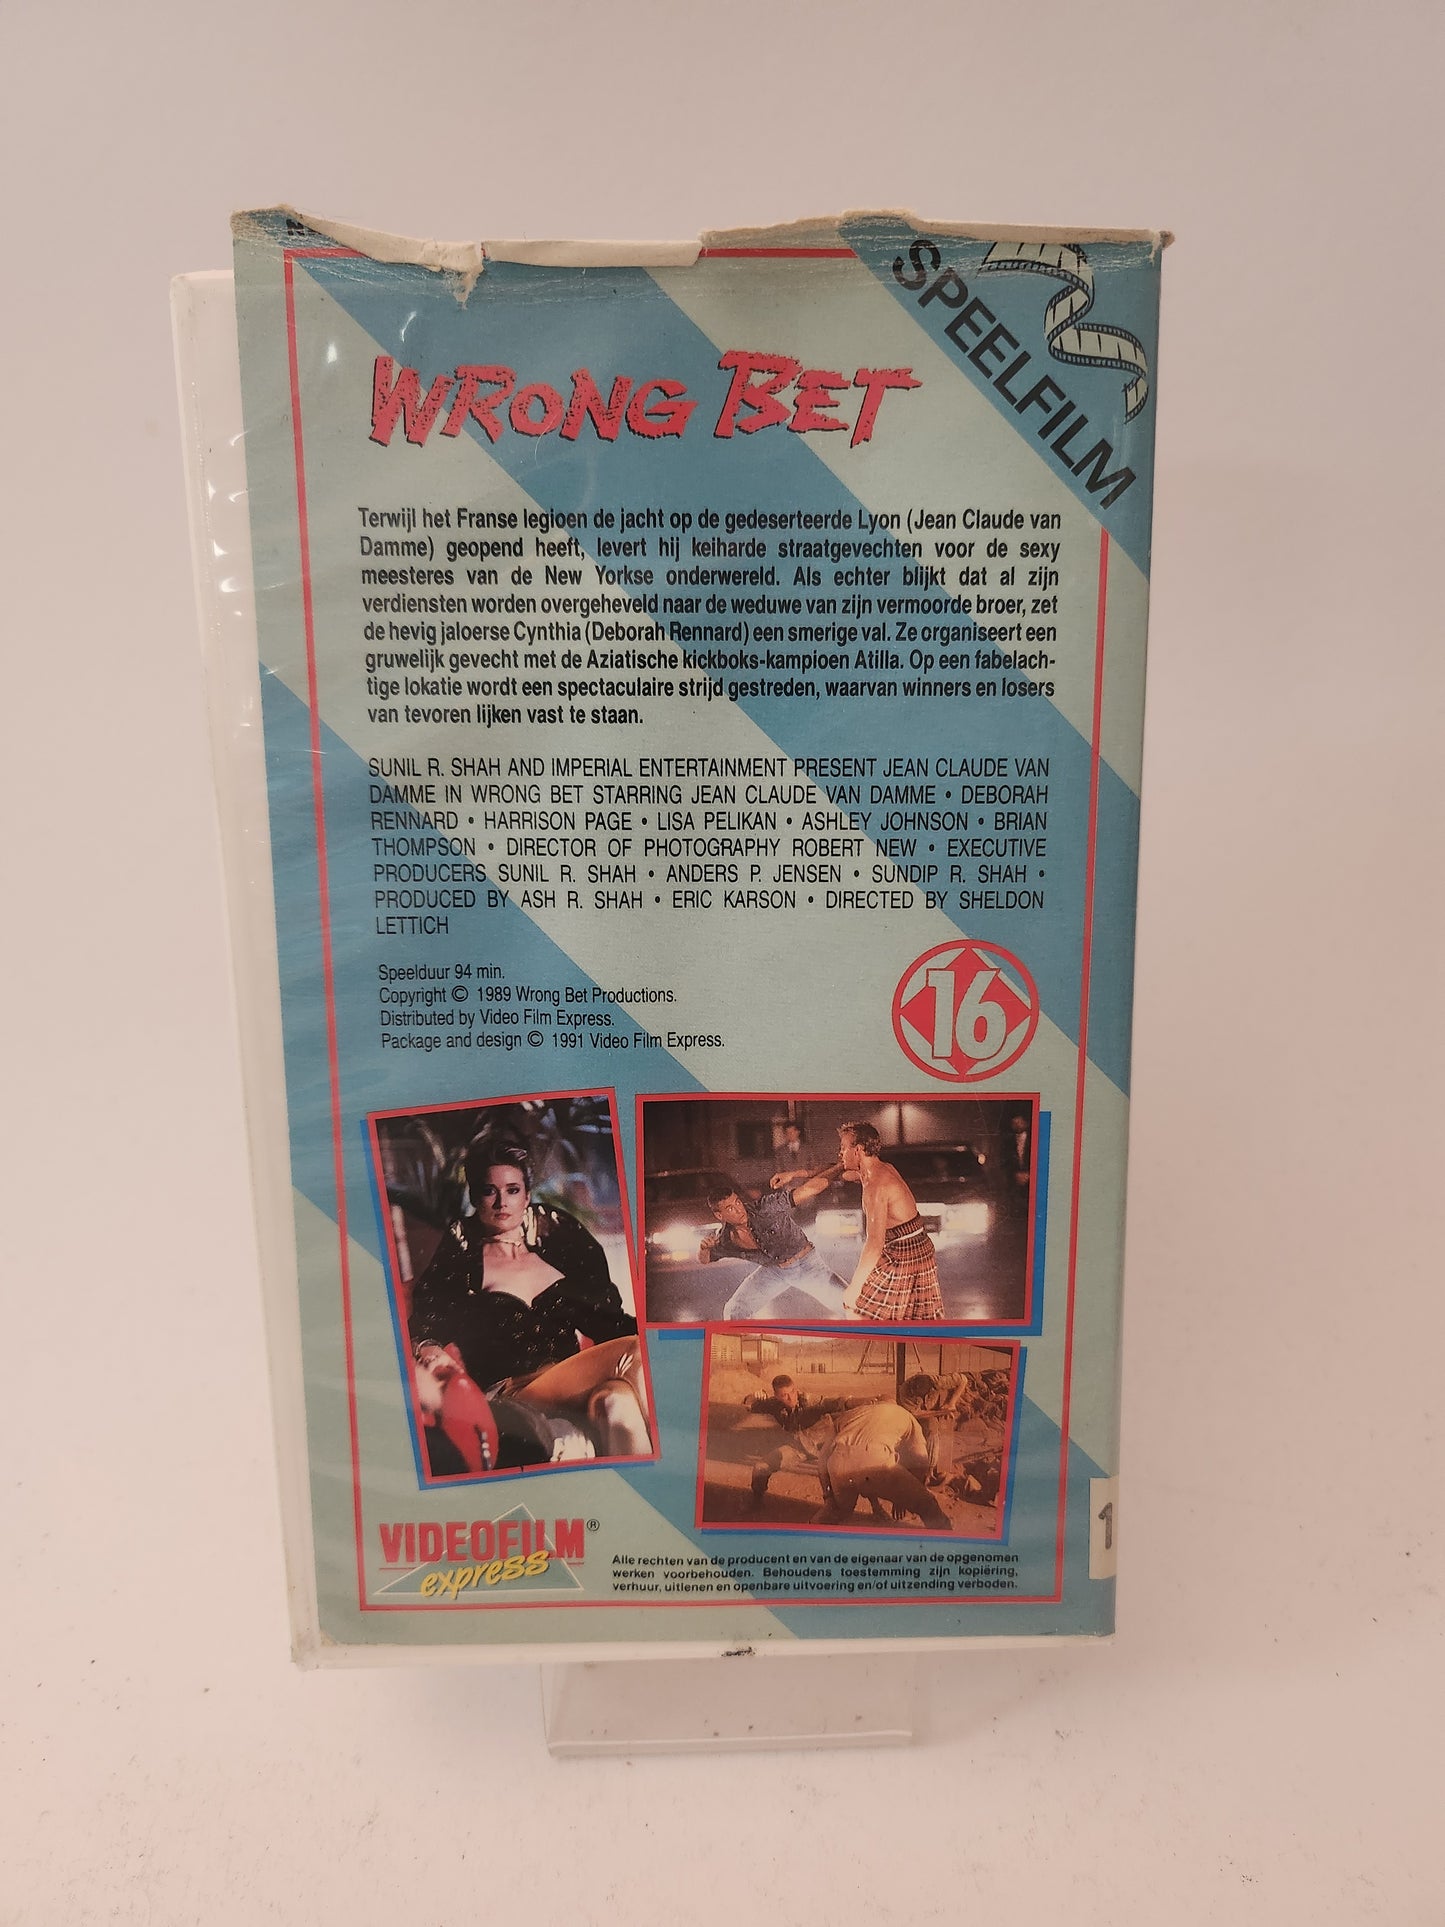 SPEELFILM
WRONG BET
Terwijl het Franse legioen de jacht op de gedeserteerde Lyon (Jean Claude van
Damme) geopend heeft, levert hij keiharde straatgevechten voor de sexy
meesteres van de New Yorkse onderwereld. Als echter blijkt dat al zijn
verdiensten worden overgeheveld naar de weduwe van zijn vermoorde broer, zet
de hevig jaloerse Cynthia (Deborah Rennard) een smerige val. Ze organiseert een
gruwelijk gevecht met de Aziatische kickboks-kampioen Atilla. Op een fabelach-
tige lokatie wordt een spectaculaire strijd gestreden, waarvan winners en losers
van tevoren lijken vast te staan.
SUNIL R. SHAH AND IMPERIAL ENTERTAINMENT PRESENT JEAN CLAUDE VAN
DAMME IN WRONG BET STARRING JEAN CLAUDE VAN DAMME • DEBORAH
RENNARD • HARRISON PAGE • LISA PELIKAN • ASHLEY JOHNSON • BRIAN
THOMPSON • DIRECTOR OF PHOTOGRAPHY ROBERT NEW • EXECUTIVE
PRODUCERS SUNIL R. SHAH • ANDERS P. JENSEN • SUNDIP R. SHAH •
PRODUCED BY ASH R. SHAH • ERIC KARSON • DIRECTED BY SHELDON
LETTICH
Speelduur 94 min.
Copyright © 1989 Wrong Bet Productions.
Distributed by Video Film Express.
Package and design © 1991 Video Film Express.
16
VIDEOFILM®
express
Alle rechten van de producent en van de eigenaar van de opgenomen
werken voorbehouden. Behoudens toestemming zijn kopiëring,
verhuur, uitlenen en openbare uitvoering en/of uitzending verboden.
1